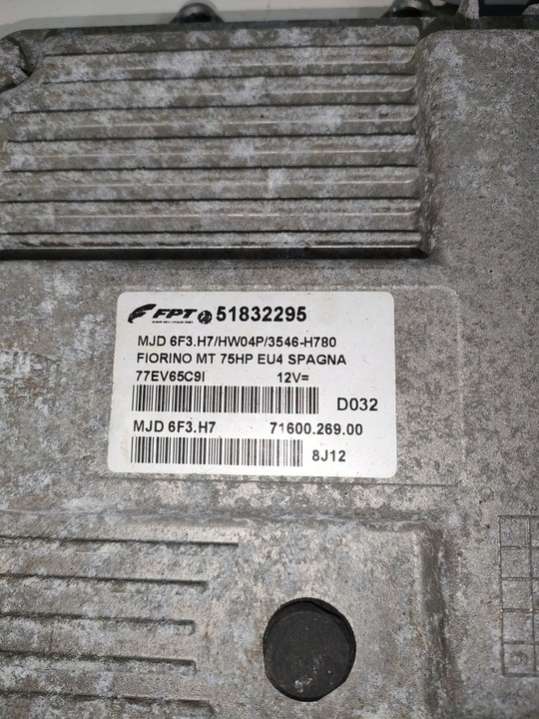 FPT 51832295
MJD 6F3.H7/HW04P/3546-H780
FIORINO MT 75HP EU4 SPAGNA
77EV65C9I 12V=
D032
MJD 6F3.H7 71600.269.00
8J12